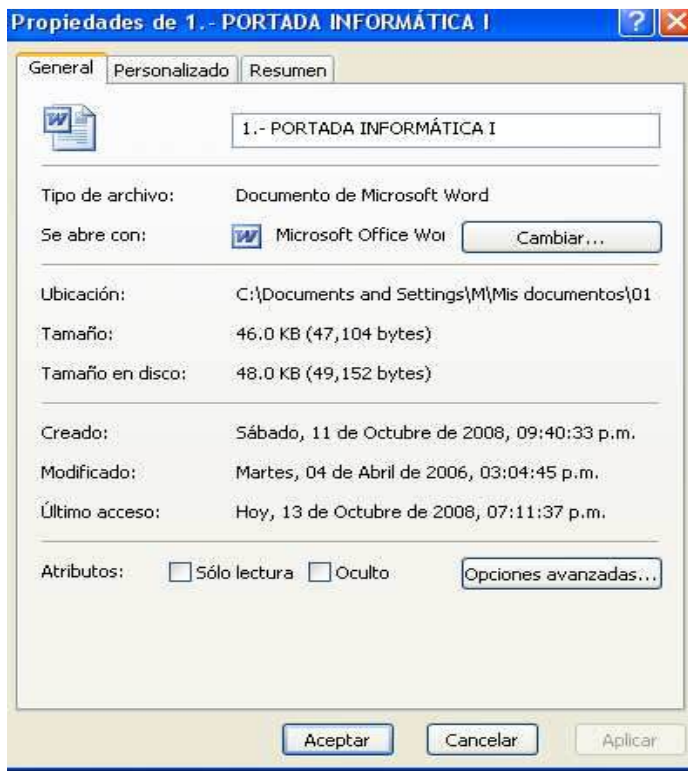 Propiedades de 1.- PORTADA INFORMÁTICA I
General Personalizado Resumen
1.- PORTADA INFORMÁTICA I
Tipo de archivo: Documento de Microsoft Word
Se abre con: Microsoft Office Wor Cambiar...
Ubicación: C:\Documents and Settings\M\Mis documentos\01
Tamaño: 46.0 KB (47,104 bytes)
Tamaño en disco: 48.0 KB (49,152 bytes)
Creado: Sábado, 11 de Octubre de 2008, 09:40:33 p.m.
Modificado: Martes, 04 de Abril de 2006, 03:04:45 p.m.
Último acceso: Hoy, 13 de Octubre de 2008, 07:11:37 p.m.
Atributos: Sólo lectura Oculto Opciones avanzadas...
Aceptar Cancelar Aplicar